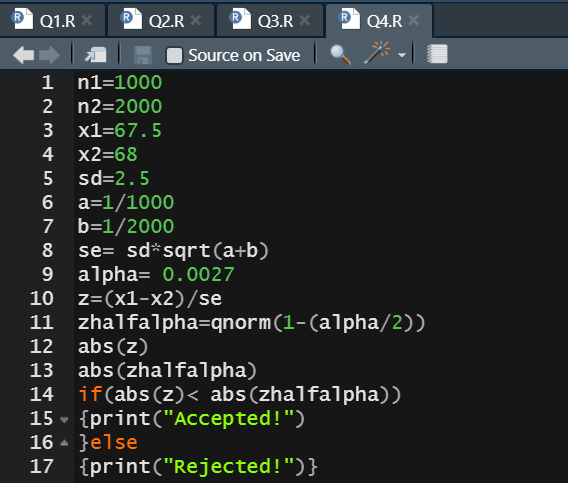 Q1.R Q2.R Q3.R Q4.R
Source on Save
1 n1=1000
2 n2=2000
3 x1=67.5
4 x2=68
5 sd=2.5
6 a=1/1000
7 b=1/2000
8 se= sd*sqrt(a+b)
9 alpha= 0.0027
10 z=(x1-x2)/se
11 zhalfalpha=qnorm(1-(alpha/2))
12 abs(z)
13 abs(zhalfalpha)
14 if(abs(z)< abs(zhalfalpha))
15 {print("Accepted!")
16 }else
17 {print("Rejected!")}